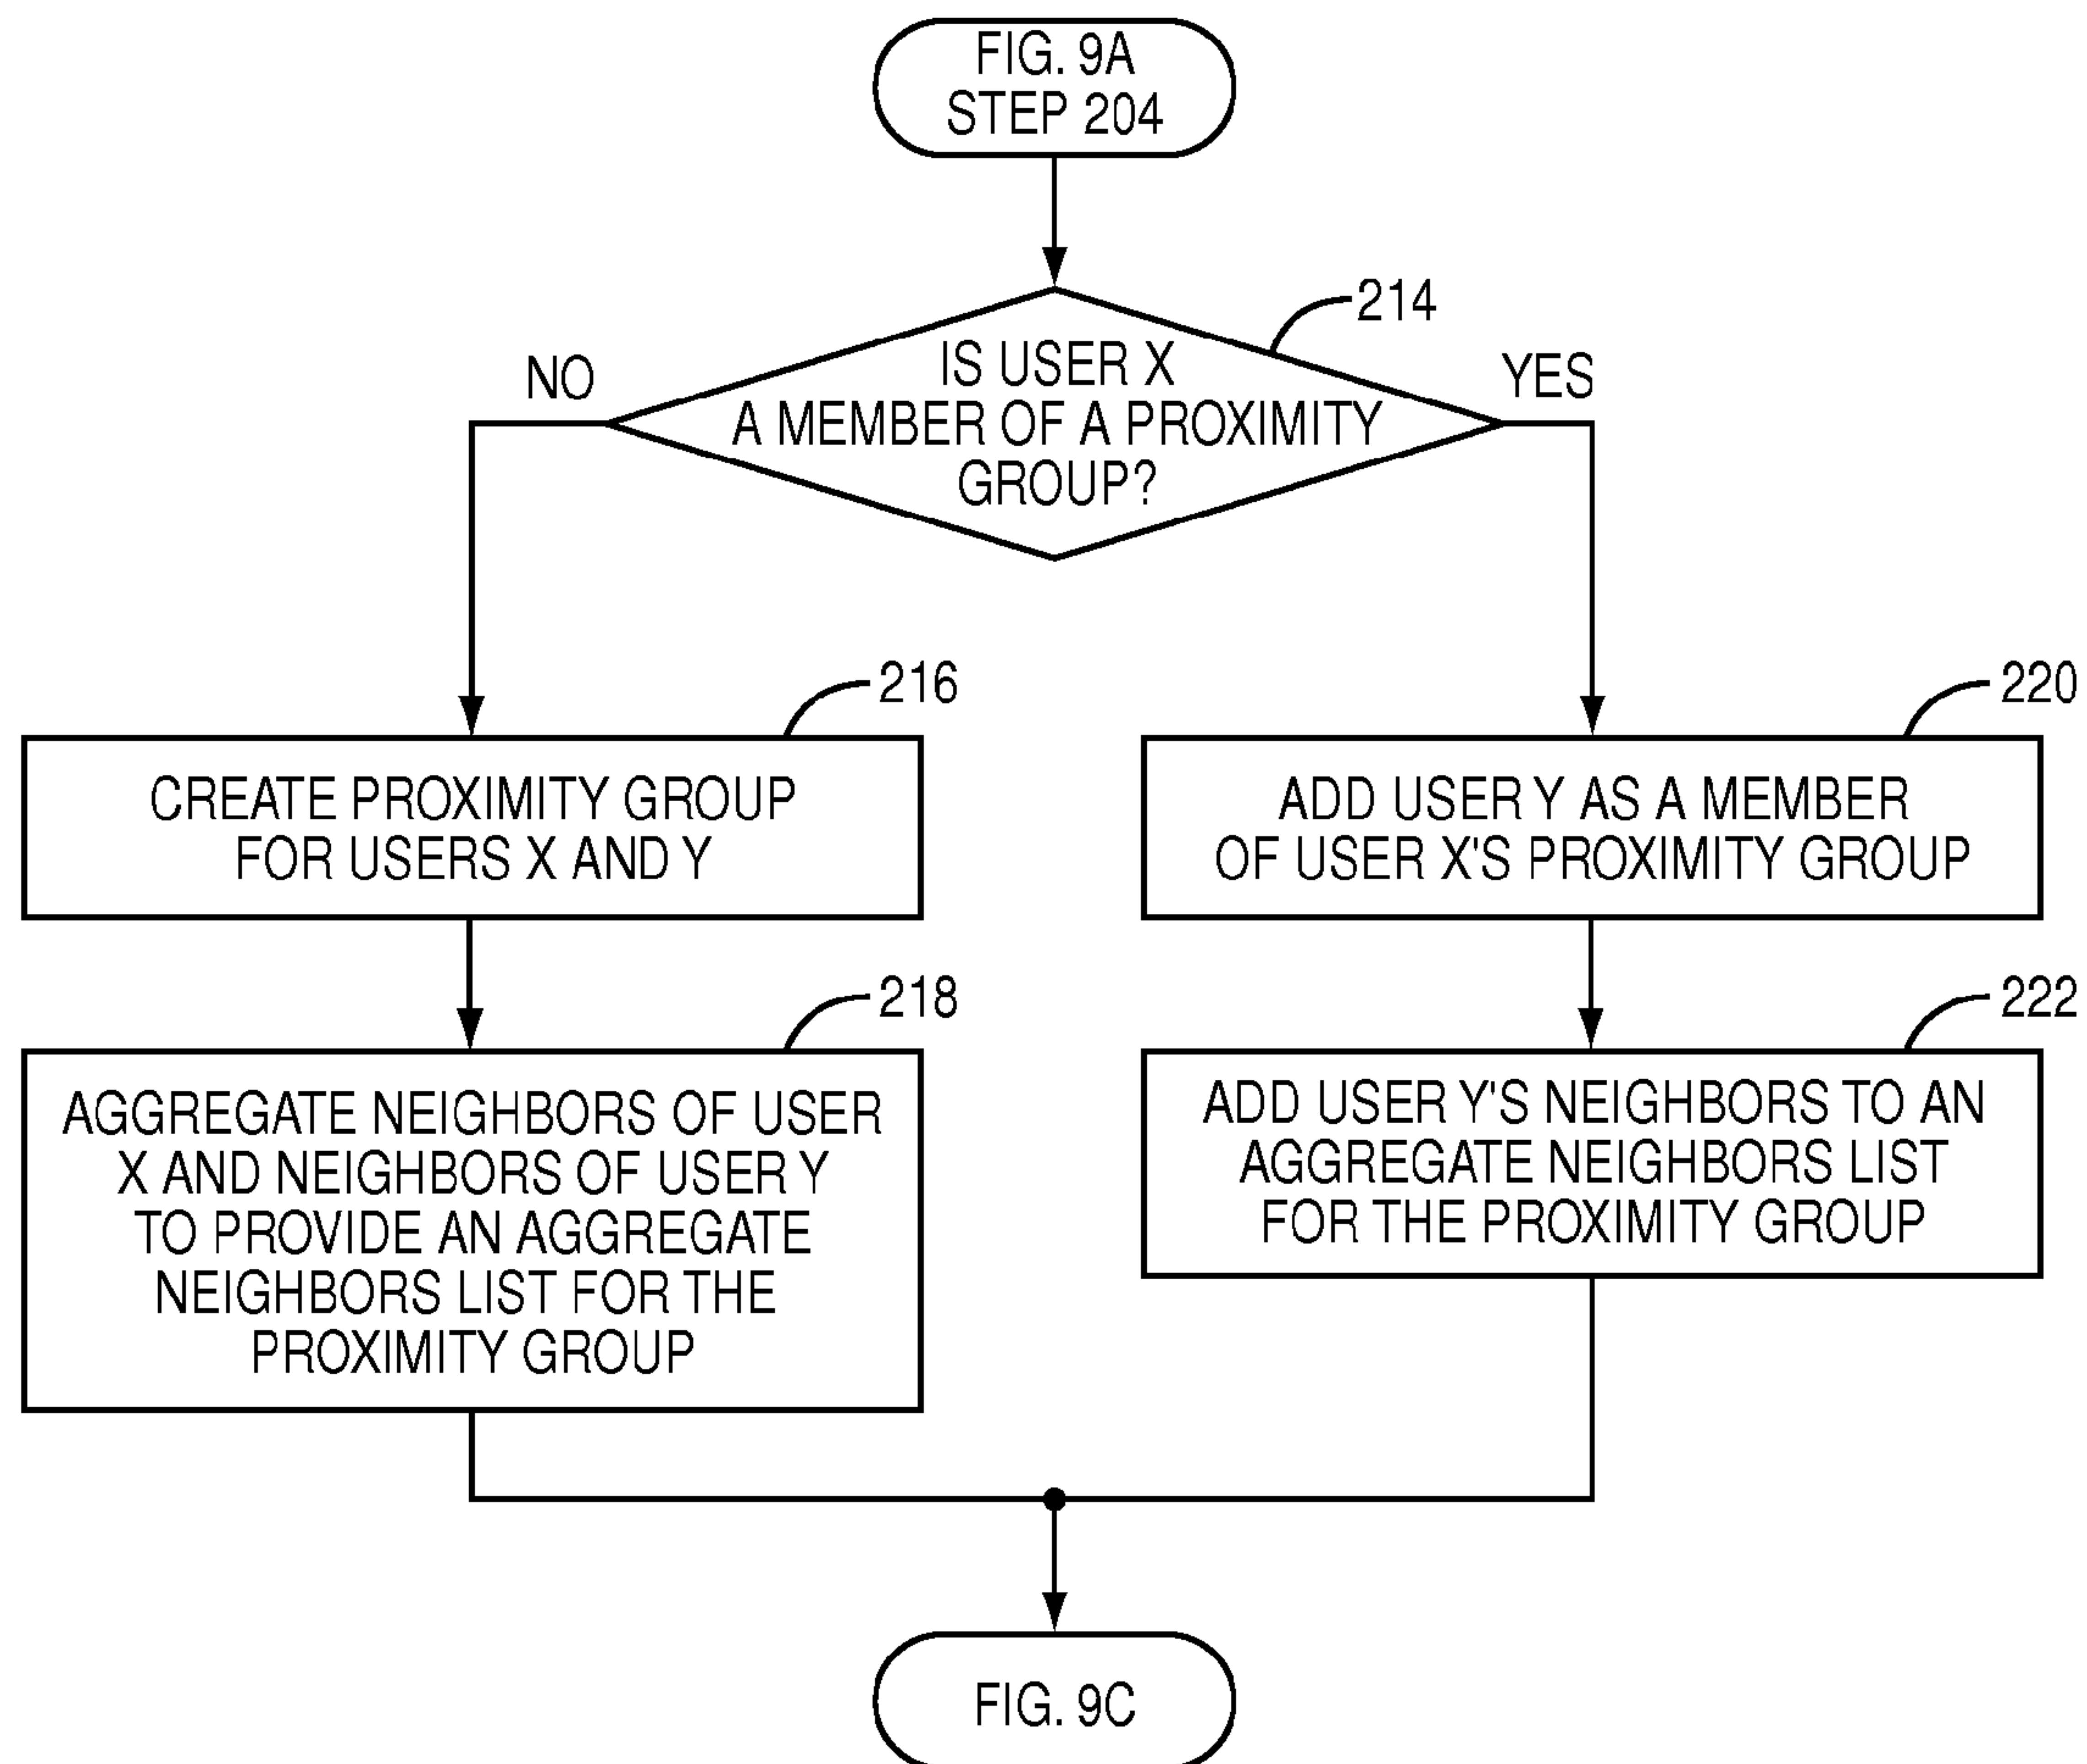 FIG. 9A
STEP 204
214
IS USER X
A MEMBER OF A PROXIMITY
GROUP?
NO
YES
216
CREATE PROXIMITY GROUP
FOR USERS X AND Y
220
ADD USER Y AS A MEMBER
OF USER X'S PROXIMITY GROUP
218
AGGREGATE NEIGHBORS OF USER
X AND NEIGHBORS OF USER Y
TO PROVIDE AN AGGREGATE
NEIGHBORS LIST FOR THE
PROXIMITY GROUP
222
ADD USER Y'S NEIGHBORS TO AN
AGGREGATE NEIGHBORS LIST
FOR THE PROXIMITY GROUP
FIG. 9C